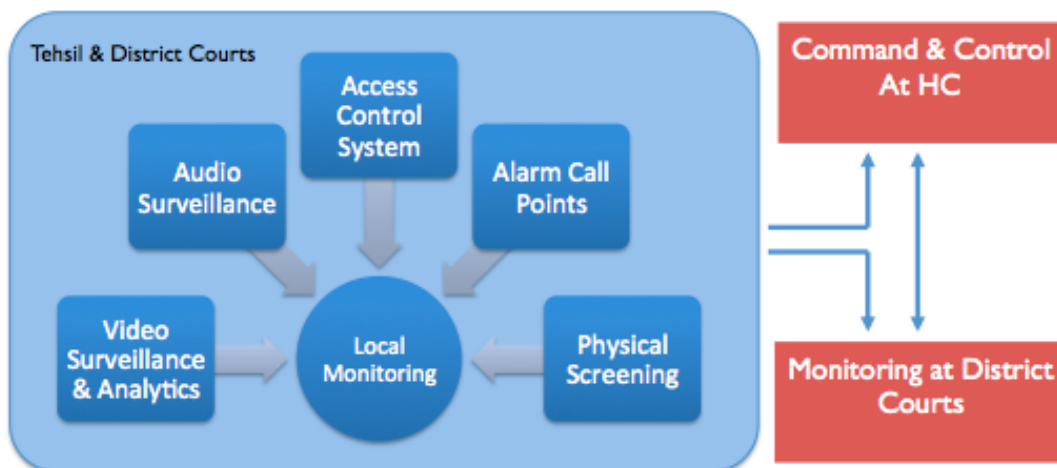 Tehsil & District Courts
Access
Control
System
Audio
Surveillance
Alarm Call
Points
Video
Surveillance
& Analytics
Local
Monitoring
Physical
Screening
Command & Control
At HC
Monitoring at District
Courts